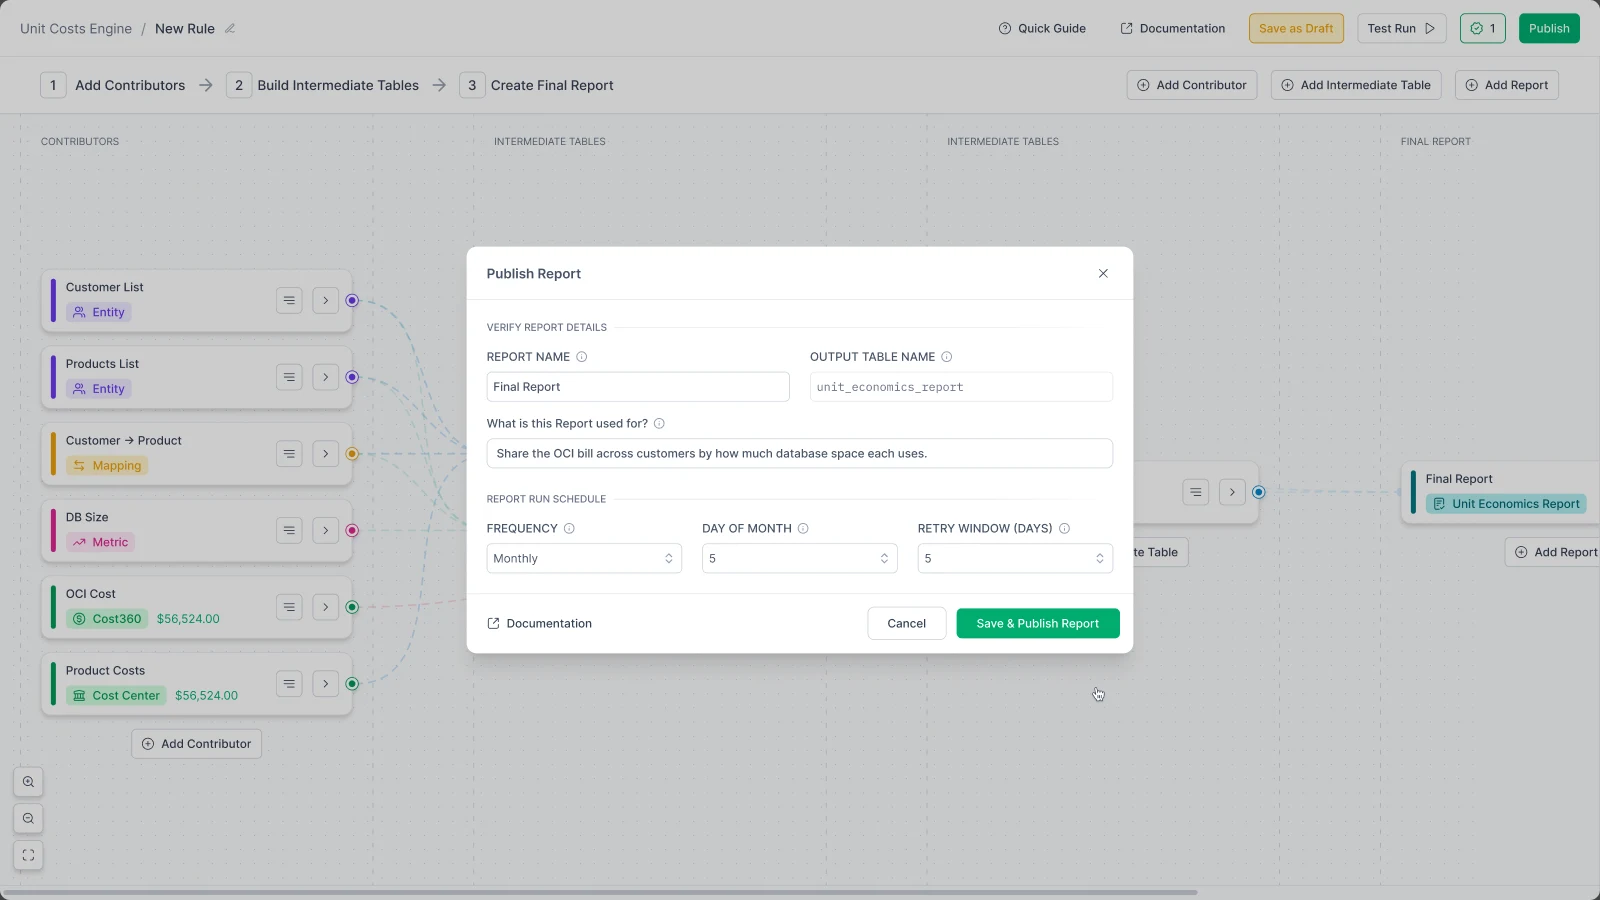 Unit Costs Engine / New Rule
Quick Guide
Documentation
Save as Draft
Test Run
1
Publish
1 Add Contributors → 2 Build Intermediate Tables → 3 Create Final Report
Add Contributor
Add Intermediate Table
Add Report
CONTRIBUTORS
INTERMEDIATE TABLES
INTERMEDIATE TABLES
FINAL REPORT
Customer List
Entity
Products List
Entity
Customer → Product
Mapping
DB Size
Metric
OCI Cost
Cost360 $56,524.00
Product Costs
Cost Center $56,524.00
Add Contributor
Publish Report
VERIFY REPORT DETAILS
REPORT NAME
OUTPUT TABLE NAME
Final Report
unit_economics_report
What is this Report used for?
Share the OCI bill across customers by how much database space each uses.
REPORT RUN SCHEDULE
FREQUENCY
DAY OF MONTH
RETRY WINDOW (DAYS)
Monthly
5
5
Documentation
Cancel
Save & Publish Report
te Table
Final Report
Unit Economics Report
Add Report